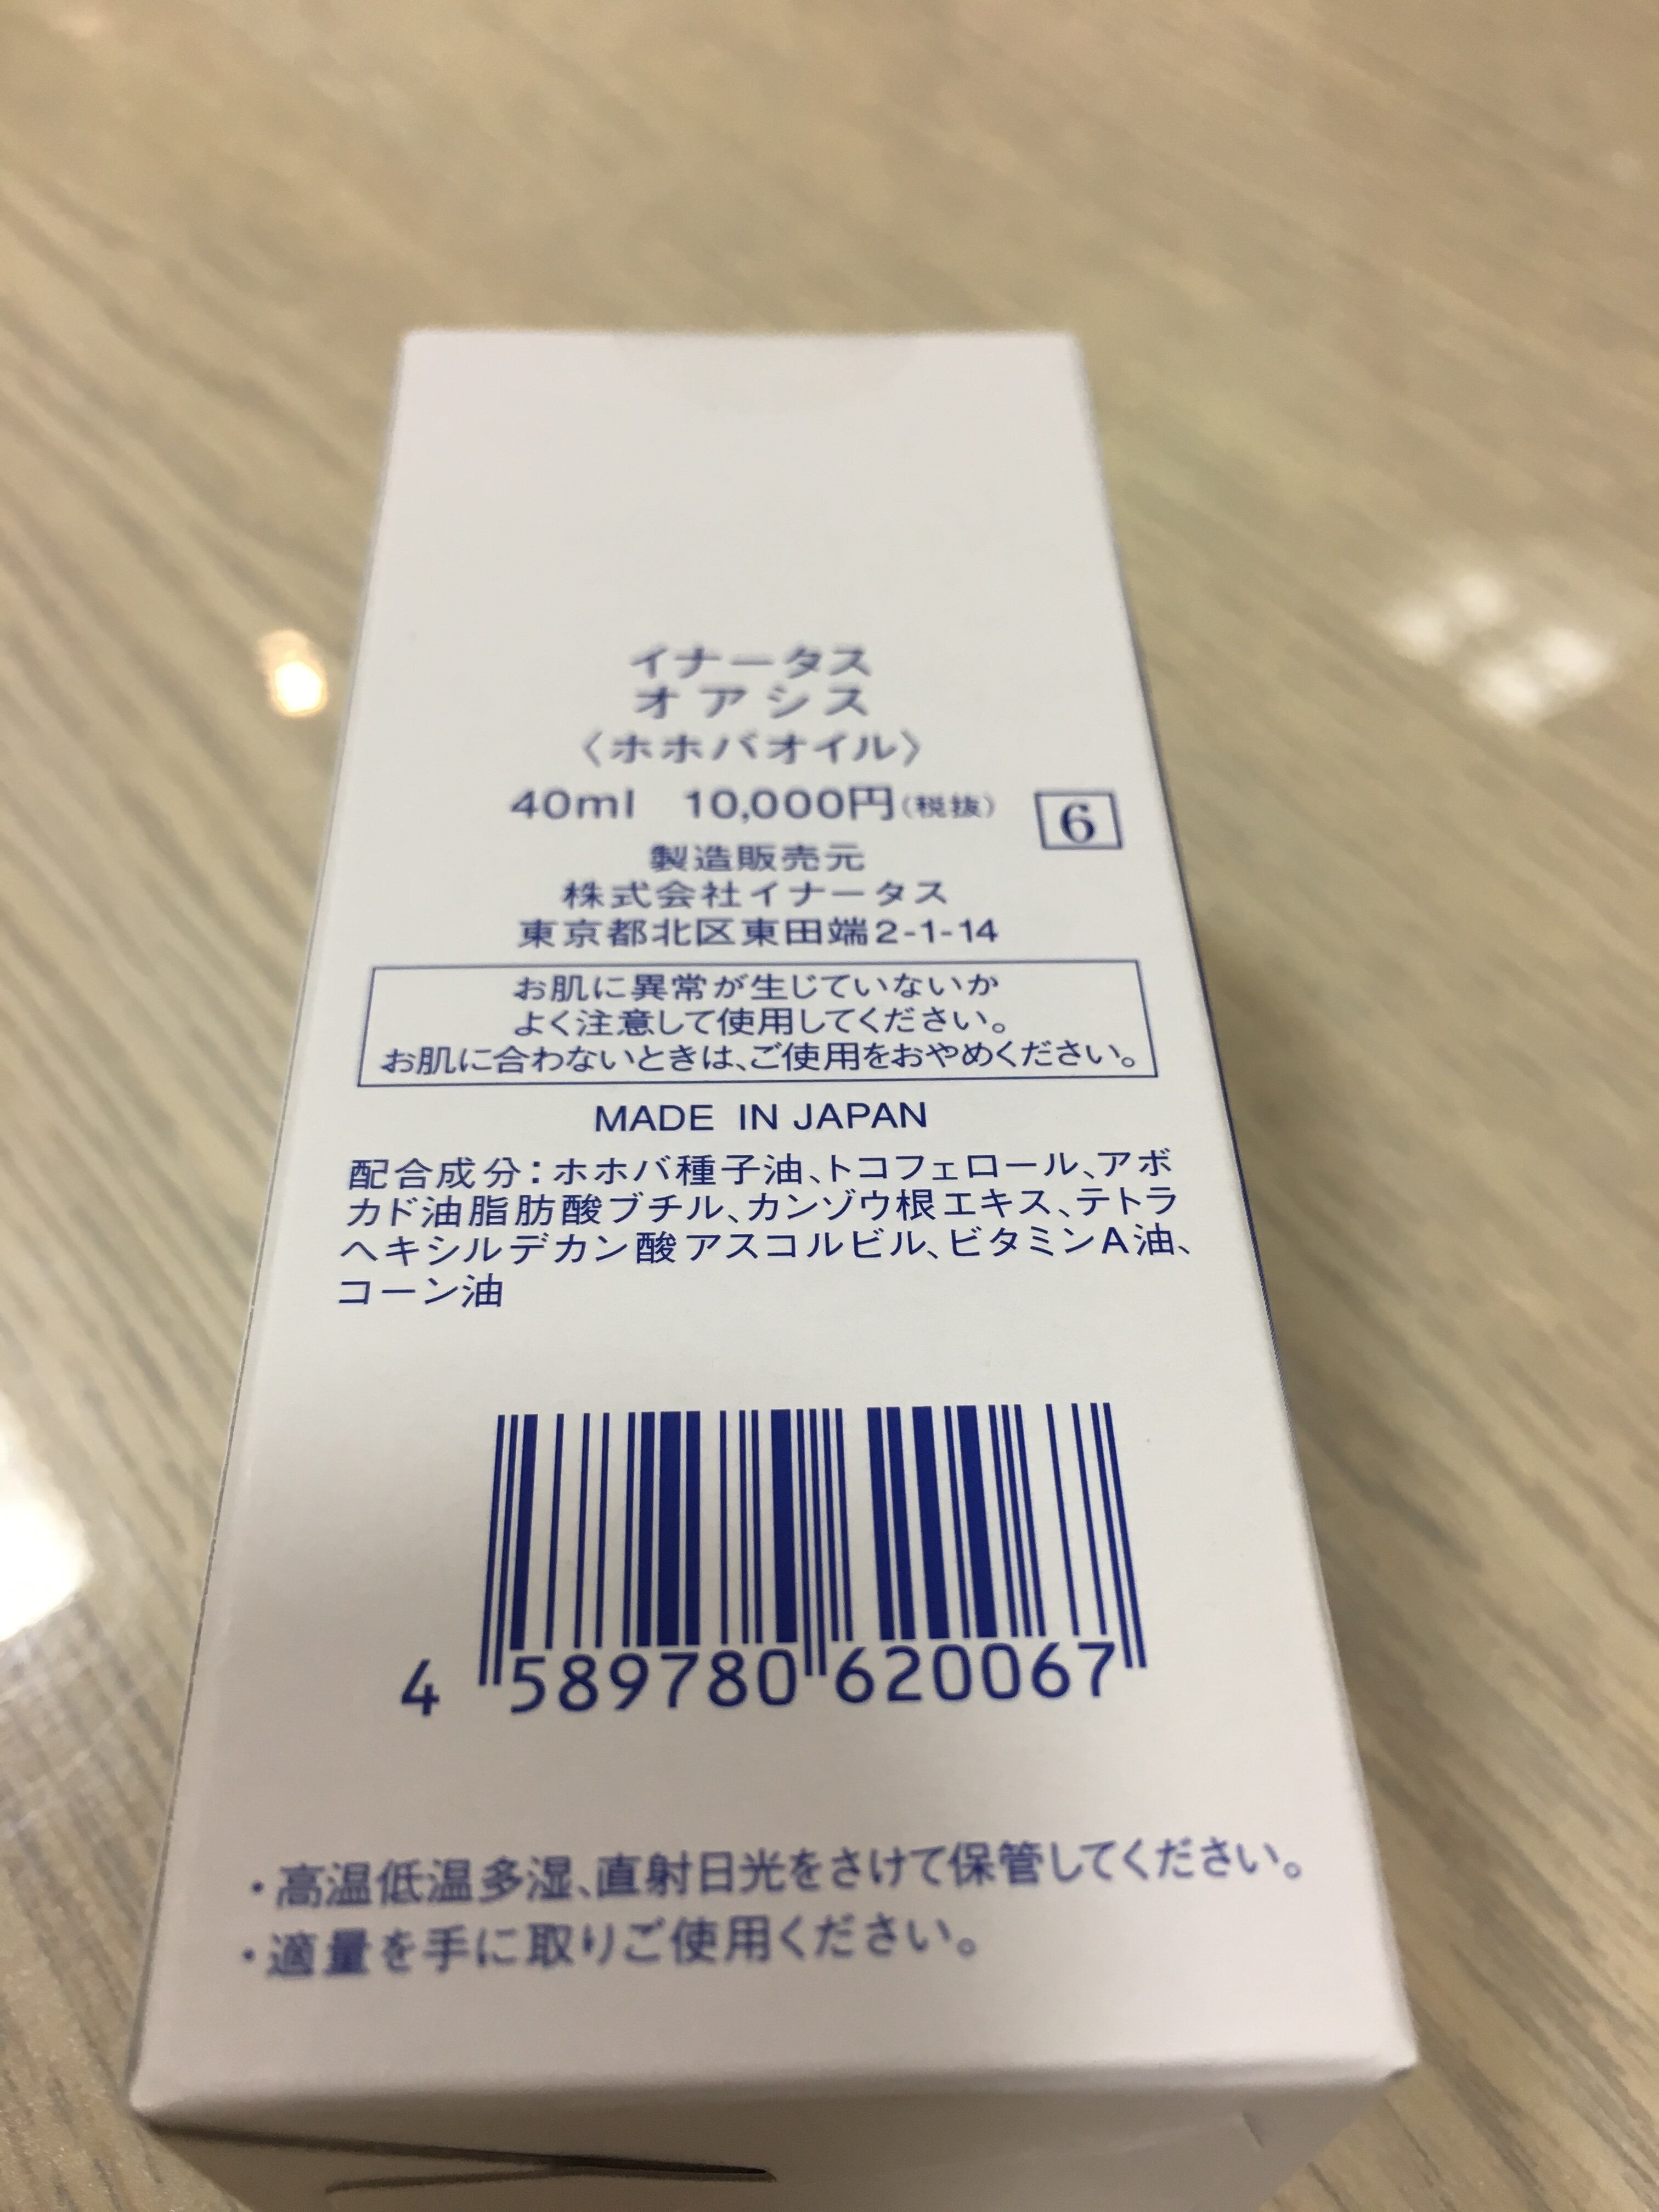 イナータス
オアシス
〈ホホバオイル〉
40ml 10,000円(税抜)
6
製造販売元
株式会社イナータス
東京都北区東田端2-1-14
お肌に異常が生じていないか
よく注意して使用してください。
お肌に合わないときは、ご使用をおやめください。
MADE IN JAPAN
配合成分:ホホバ種子油、トコフェロール、アボ
カド油脂肪酸ブチル、カンゾウ根エキス、テトラ
ヘキシルデカン酸アスコルビル、ビタミンA油、
コーン油
4 589780 620067
・高温低温多湿、直射日光をさけて保管してください。
・適量を手に取りご使用ください。